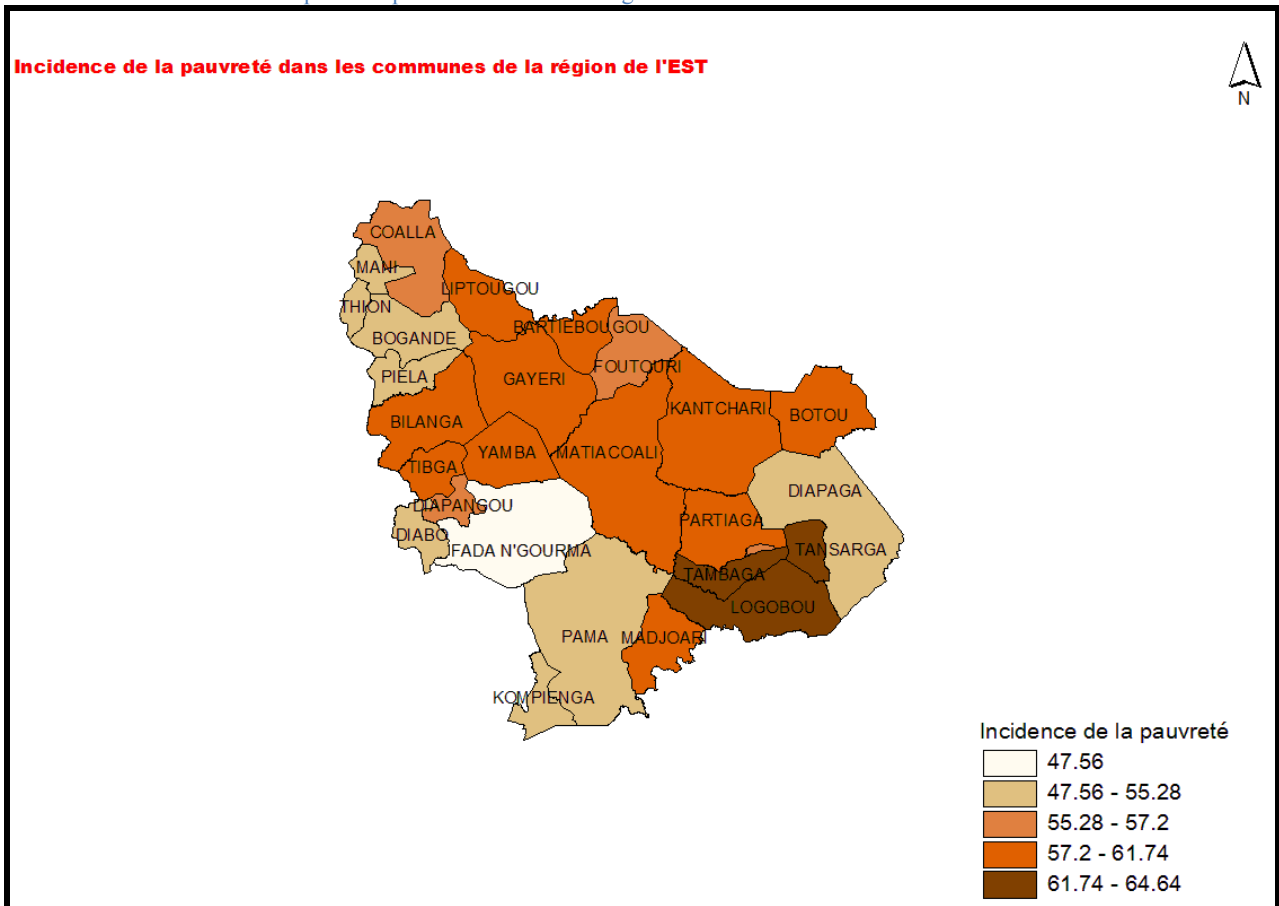 Incidence de la pauvreté dans les communes de la région de l'EST
N
COALLA
MANI
LIPTOUGOU
THION
BARTIEBOUGOU
BOGANDE
FOUTOURI
PIELA
GAYERI
KANTCHARI
BOTOU
BILANGA
YAMBA
MATIACOALI
TIBGA
DIAPAGA
DIAPANGOU
PARTIAGA
DIABO
FADA N'GOURMA
TANSARGA
TAMBAGA
LOGOBOU
PAMA
MADJOARI
KOMPIENGA
Incidence de la pauvreté
47.56
47.56 - 55.28
55.28 - 57.2
57.2 - 61.74
61.74 - 64.64